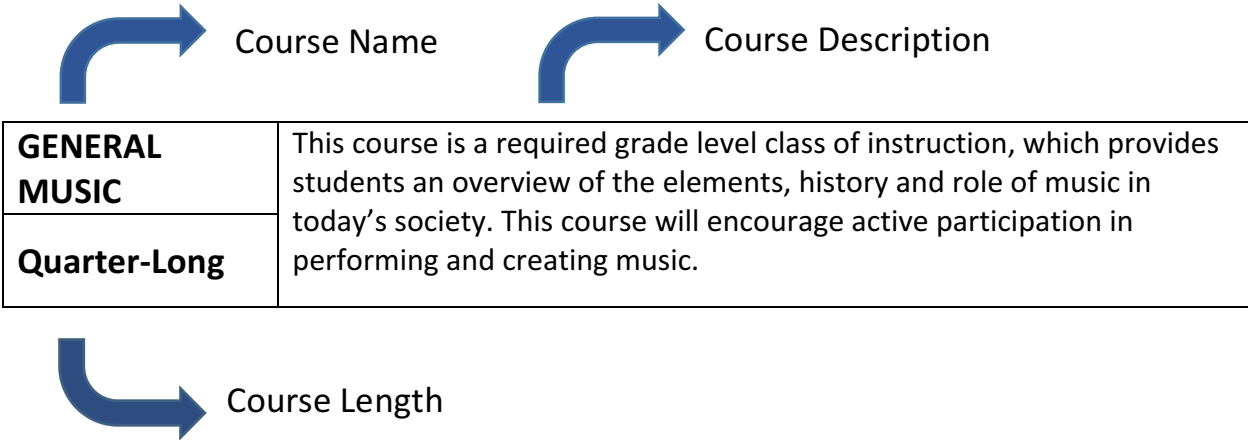 Course Name
Course Description
GENERAL
MUSIC
Quarter-Long
This course is a required grade level class of instruction, which provides
students an overview of the elements, history and role of music in
today’s society. This course will encourage active participation in
performing and creating music.
Course Length